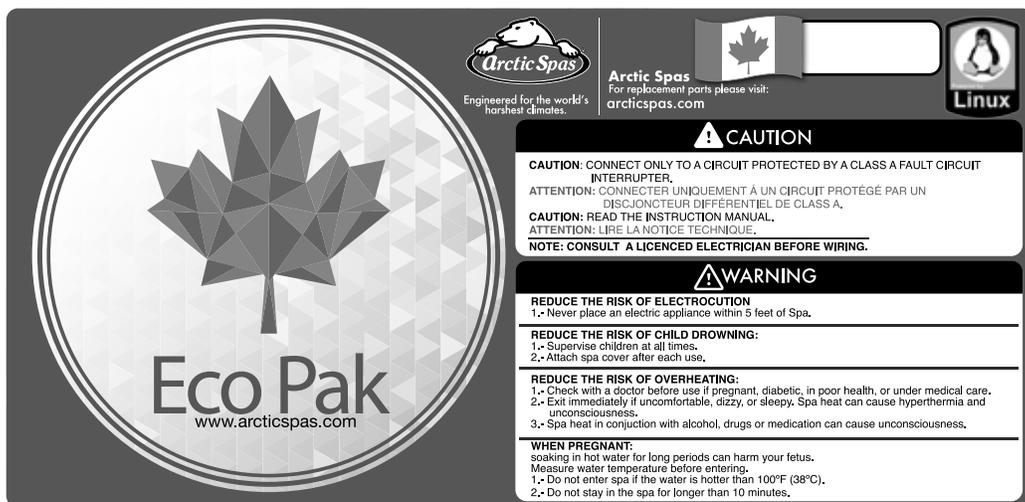 Eco Pak
www.arcticspas.com
Arctic Spas
Engineered for the world's
harshest climates.
Arctic Spas
For replacement parts please visit:
arcticspas.com
Powered by
Linux
CAUTION
CAUTION: CONNECT ONLY TO A CIRCUIT PROTECTED BY A CLASS A FAULT CIRCUIT
INTERRUPTER.
ATTENTION: CONNECTER UNIQUEMENT Á UN CIRCUIT PROTÉGÉ PAR UN
DISCJONCTEUR DIFFÉRENTIEL DE CLASS A.
CAUTION: READ THE INSTRUCTION MANUAL.
ATTENTION: LIRE LA NOTICE TECHNIQUE.
NOTE: CONSULT A LICENCED ELECTRICIAN BEFORE WIRING.
WARNING
REDUCE THE RISK OF ELECTROCUTION
1.- Never place an electric appliance within 5 feet of Spa.
REDUCE THE RISK OF CHILD DROWNING:
1.- Supervise children at all times.
2.- Attach spa cover after each use.
REDUCE THE RISK OF OVERHEATING:
1.- Check with a doctor before use if pregnant, diabetic, in poor health, or under medical care.
2.- Exit immediately if uncomfortable, dizzy, or sleepy. Spa heat can cause hyperthermia and
unconsciousness.
3.- Spa heat in conjuction with alcohol, drugs or medication can cause unconsciousness.
WHEN PREGNANT:
soaking in hot water for long periods can harm your fetus.
Measure water temperature before entering.
1.- Do not enter spa if the water is hotter than 100°F (38°C).
2.- Do not stay in the spa for longer than 10 minutes.